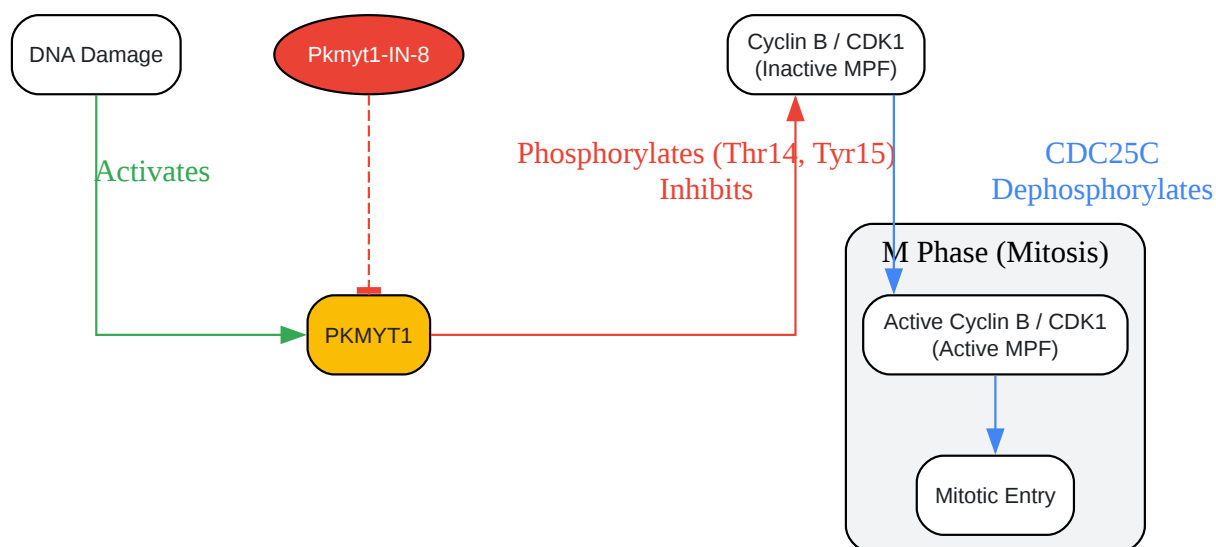 DNA Damage
Pkmyt1-IN-8
Cyclin B / CDK1
(Inactive MPF)
Activates
Phosphorylates (Thr14, Tyr15)
Inhibits
CDC25C
Dephosphorylates
M Phase (Mitosis)
PKMYT1
Active Cyclin B / CDK1
(Active MPF)
Mitotic Entry